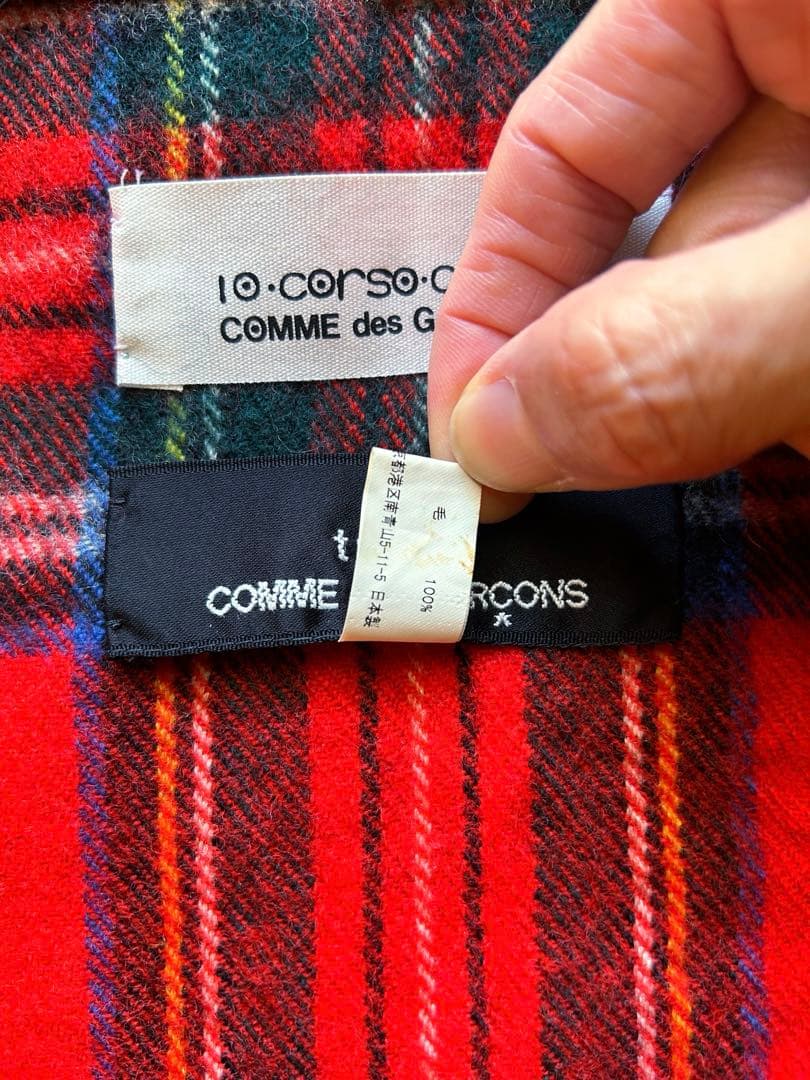 10·corso·c
COMME des G
t
COMME RCONS
毛 100%
京都港区南青山5-11-5 日本製